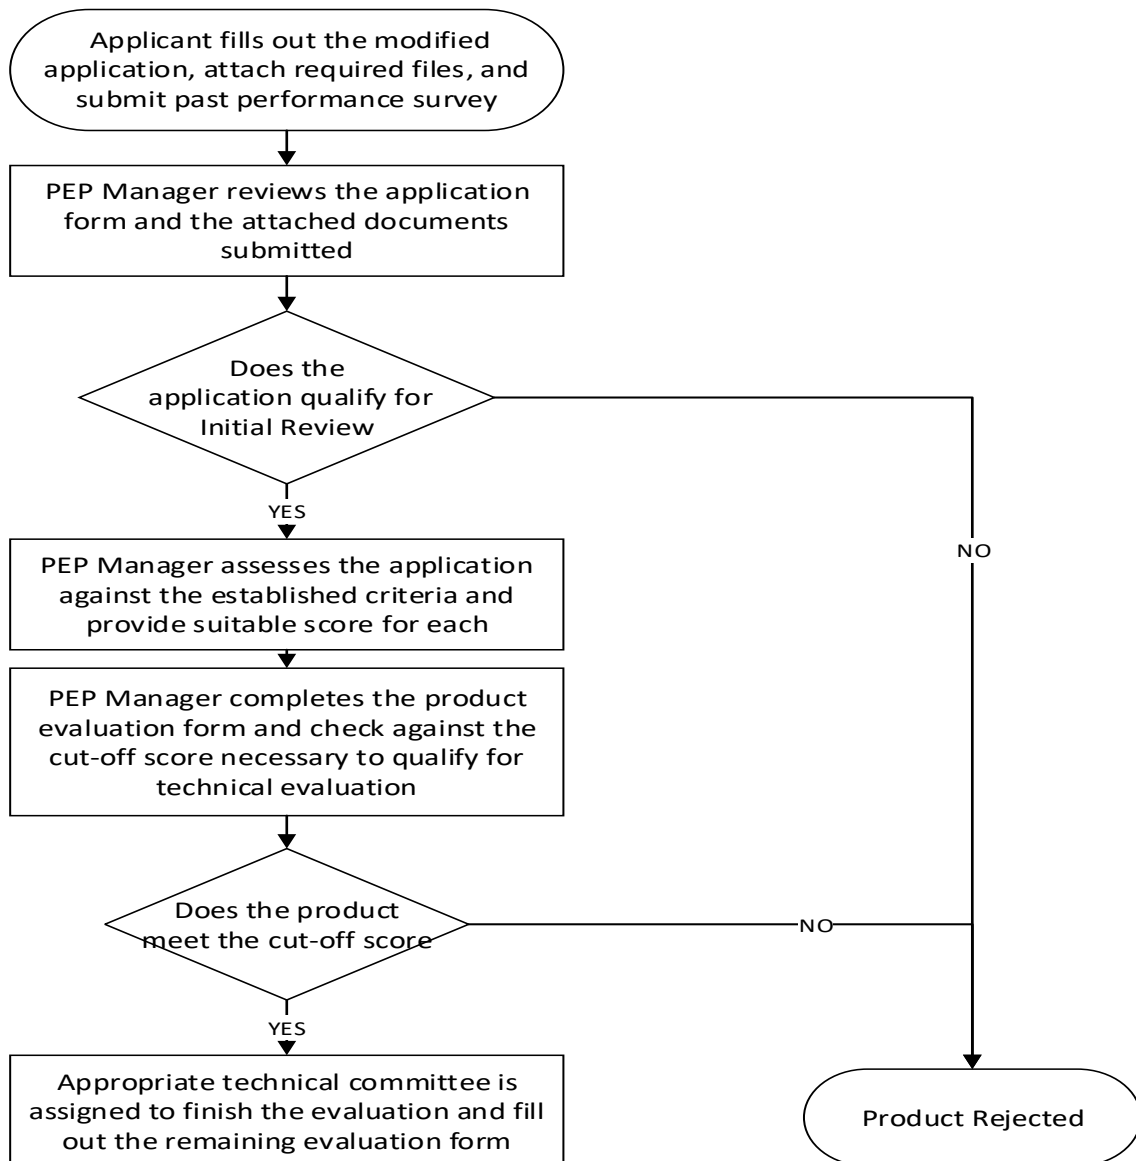 Applicant fills out the modified
application, attach required files, and
submit past performance survey
PEP Manager reviews the application
form and the attached documents
submitted
Does the
application qualify for
Initial Review
YES
NO
PEP Manager assesses the application
against the established criteria and
provide suitable score for each
PEP Manager completes the product
evaluation form and check against the
cut-off score necessary to qualify for
technical evaluation
Does the product
meet the cut-off score
NO
YES
Appropriate technical committee is
assigned to finish the evaluation and fill
out the remaining evaluation form
Product Rejected